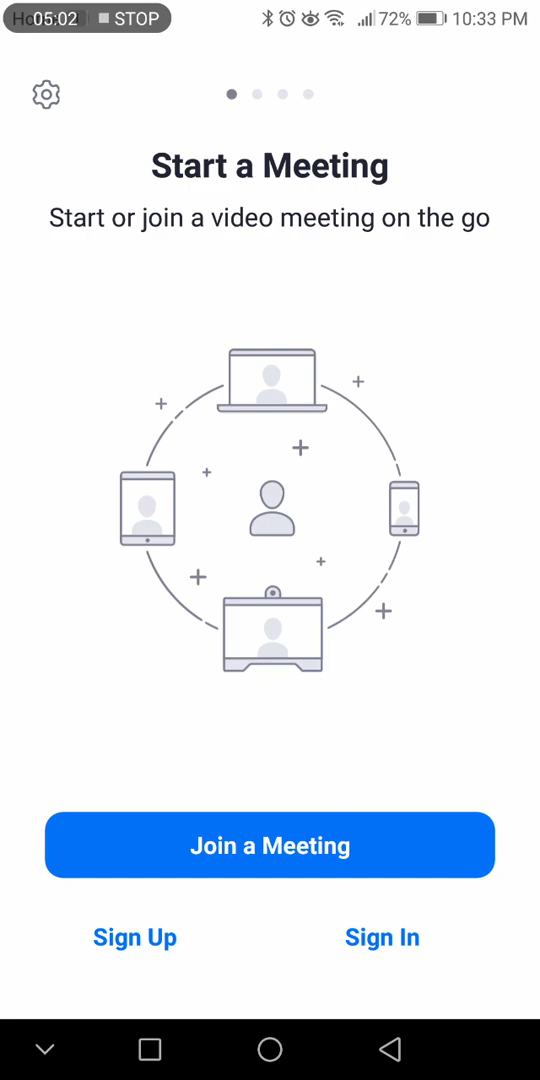 05:02 STOP 72% 10:33 PM
Start a Meeting
Start or join a video meeting on the go
Join a Meeting
Sign Up Sign In